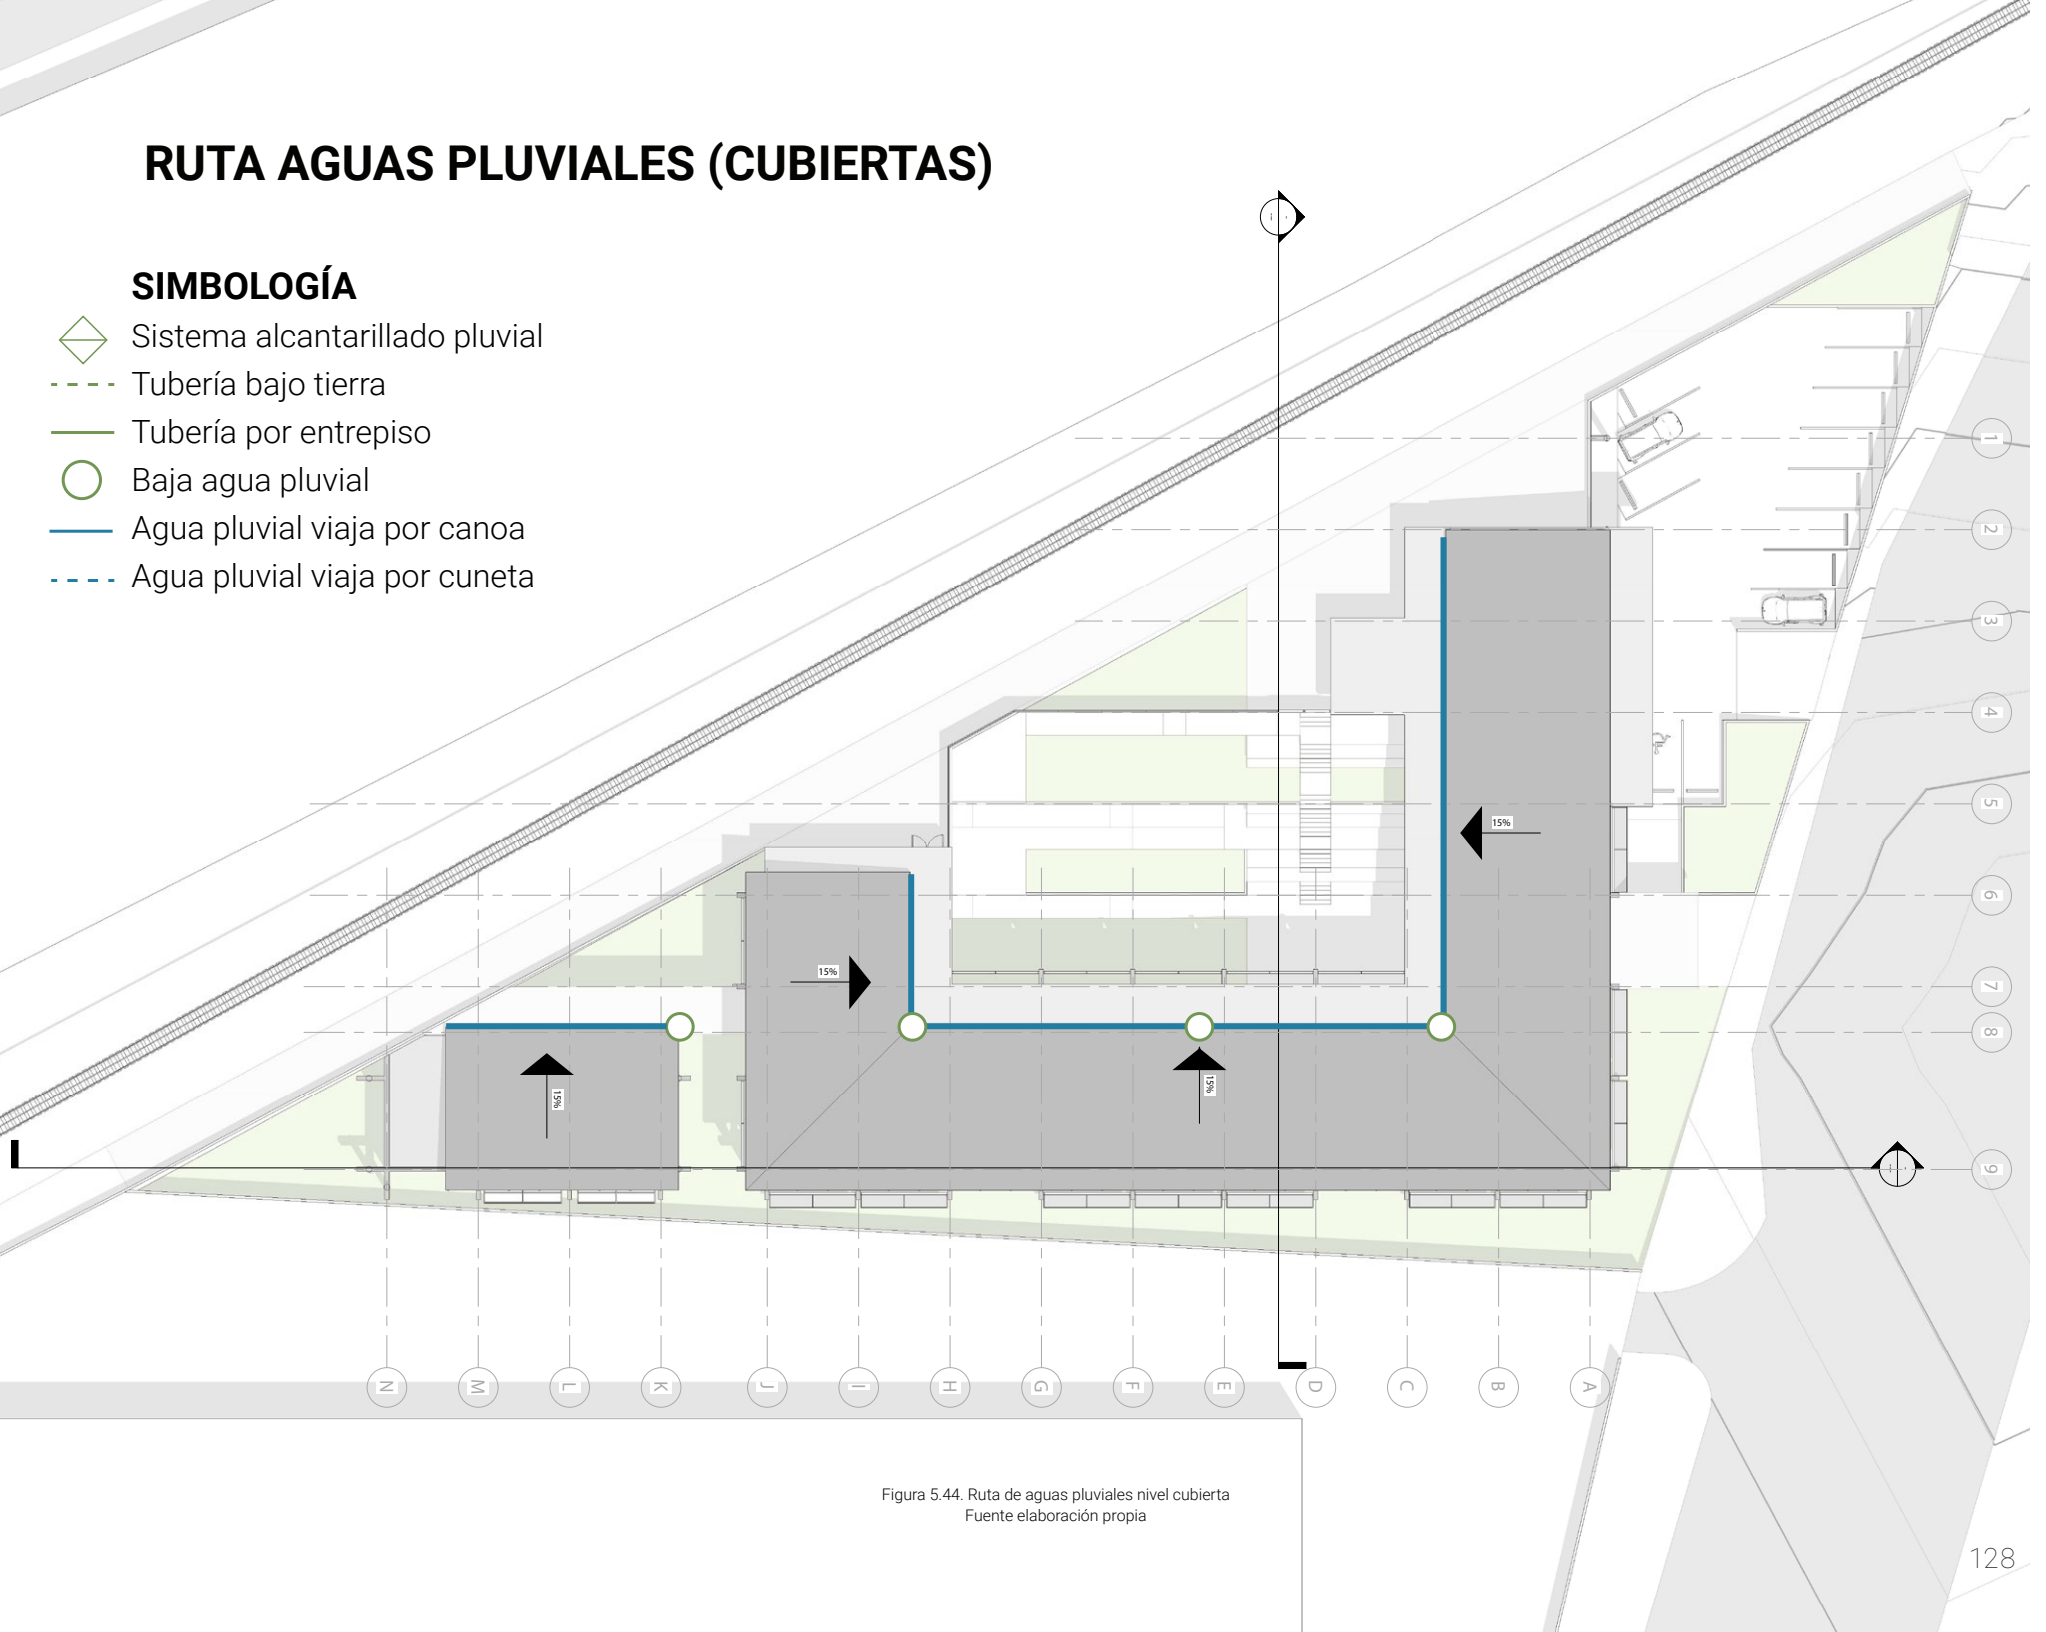 RUTA AGUAS PLUVIALES (CUBIERTAS)
SIMBOLOGÍA
Sistema alcantarillado pluvial
Tubería bajo tierra
Tubería por entrepiso
Baja agua pluvial
Agua pluvial viaja por canoa
Agua pluvial viaja por cuneta
1
2
3
4
15%
5
6
15%
7
8
15%
15%
9
N M L K J I H G F E D C B A
Figura 5.44. Ruta de aguas pluviales nivel cubierta
Fuente elaboración propia
128